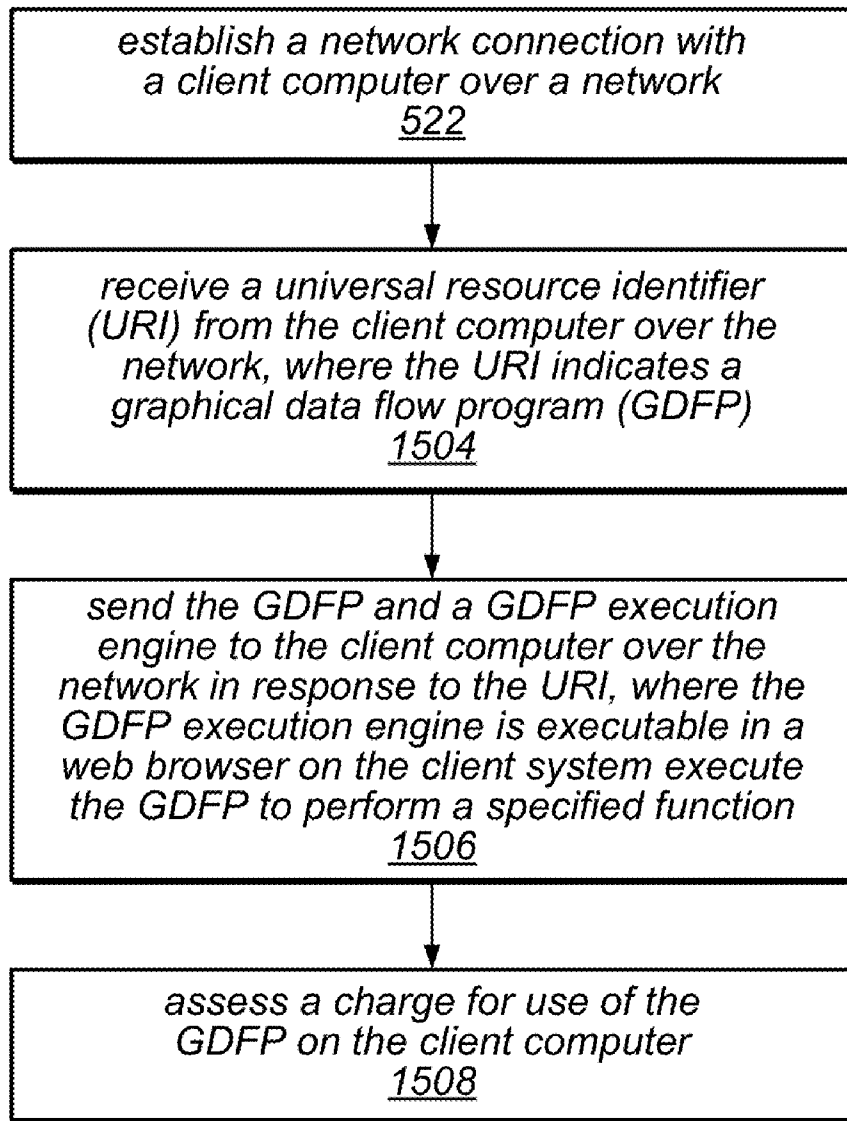 establish a network connection with
a client computer over a network
522
receive a universal resource identifier
(URI) from the client computer over the
network, where the URI indicates a
graphical data flow program (GDFP)
1504
send the GDFP and a GDFP execution
engine to the client computer over the
network in response to the URI, where the
GDFP execution engine is executable in a
web browser on the client system execute
the GDFP to perform a specified function
1506
assess a charge for use of the
GDFP on the client computer
1508